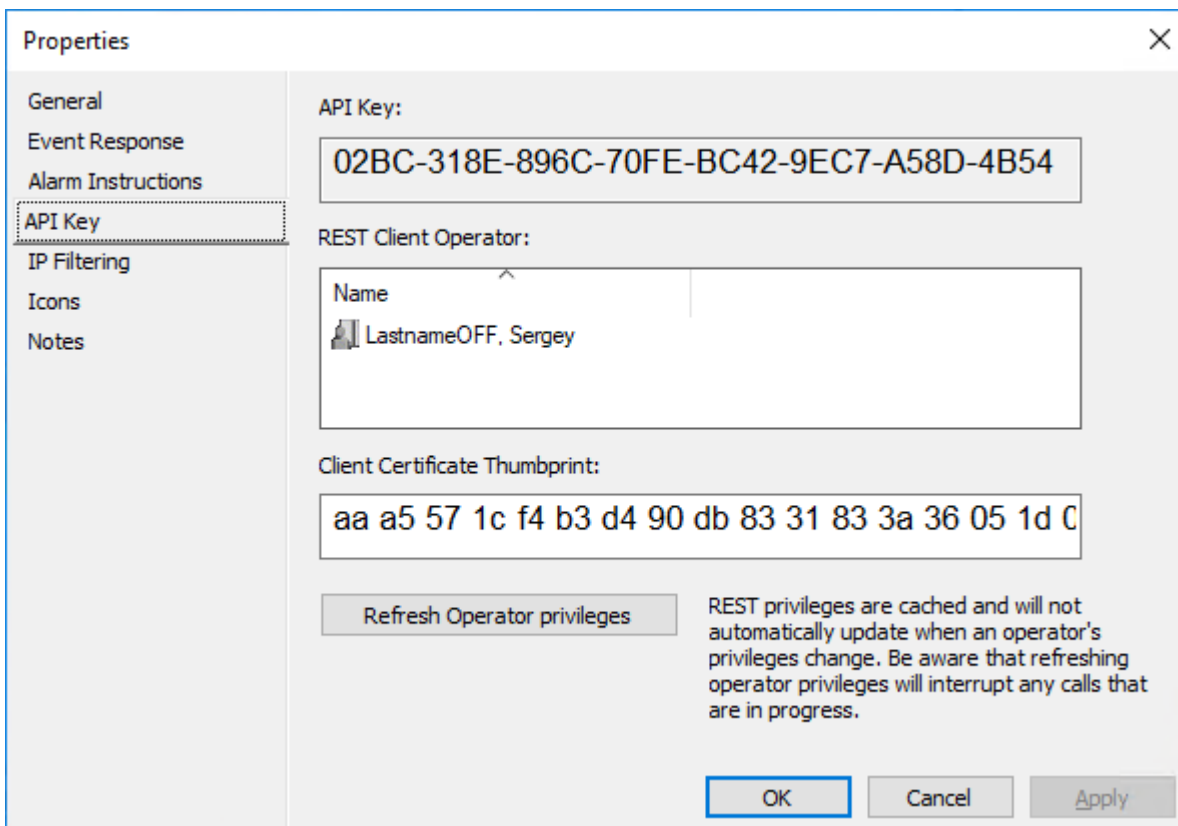 Properties
General
Event Response
Alarm Instructions
API Key
IP Filtering
Icons
Notes
API Key:
02BC-318E-896C-70FE-BC42-9EC7-A58D-4B54
REST Client Operator:
Name
LastnameOFF, Sergey
Client Certificate Thumbprint:
aa a5 57 1c f4 b3 d4 90 db 83 31 83 3a 36 05 1d
Refresh Operator privileges
REST privileges are cached and will not
automatically update when an operator's
privileges change. Be aware that refreshing
operator privileges will interrupt any calls that
are in progress.
OK
Cancel
Apply